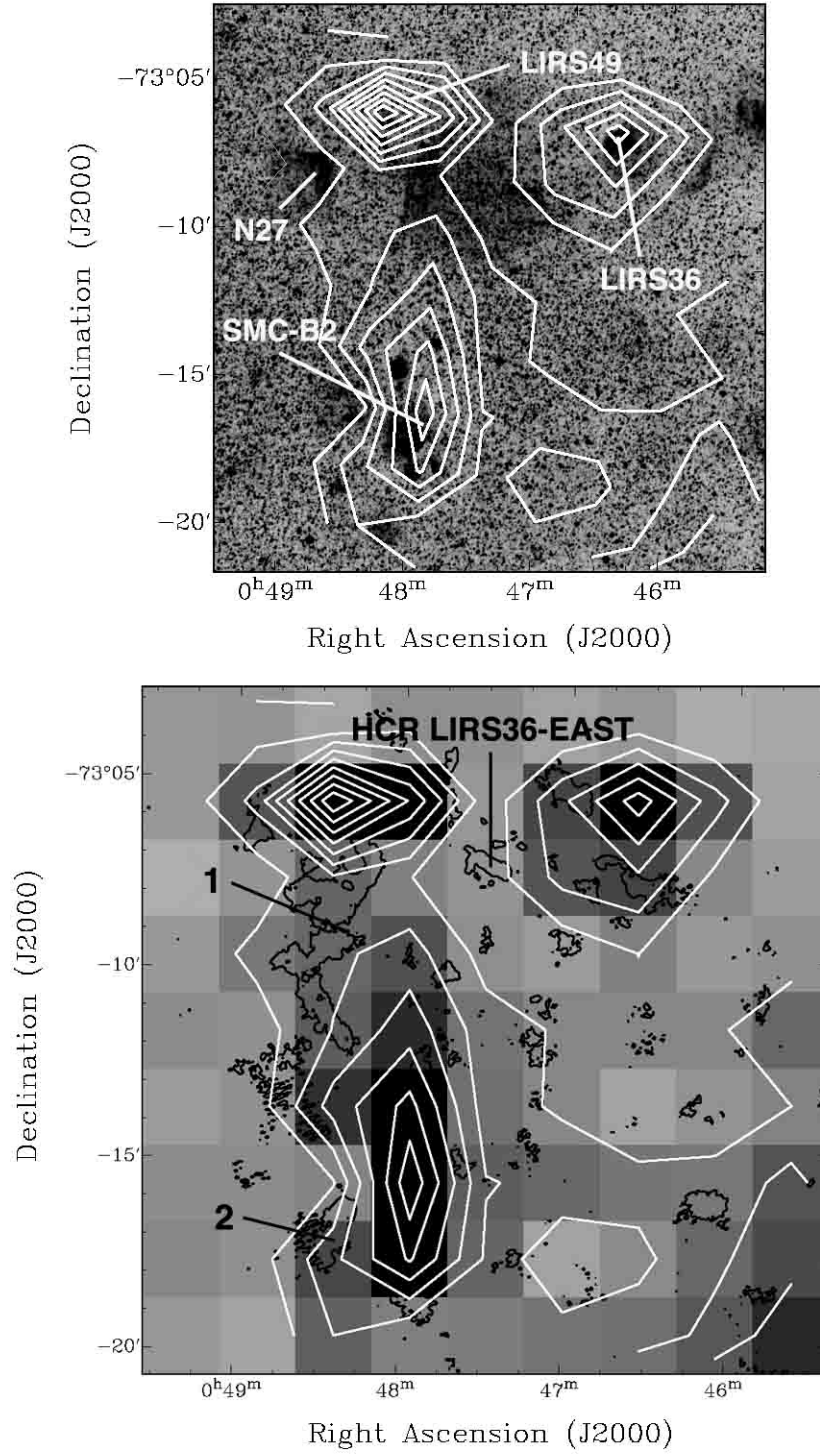 −73°05′
−10′
−15′
−20′
Declination (J2000)
LIRS49
N27
LIRS36
SMC-B2
0ʰ49ᵐ
48ᵐ
47ᵐ
46ᵐ
Right Ascension (J2000)
HCR LIRS36-EAST
−73°05′
1
−10′
−15′
2
−20′
Declination (J2000)
0ʰ49ᵐ
48ᵐ
47ᵐ
46ᵐ
Right Ascension (J2000)